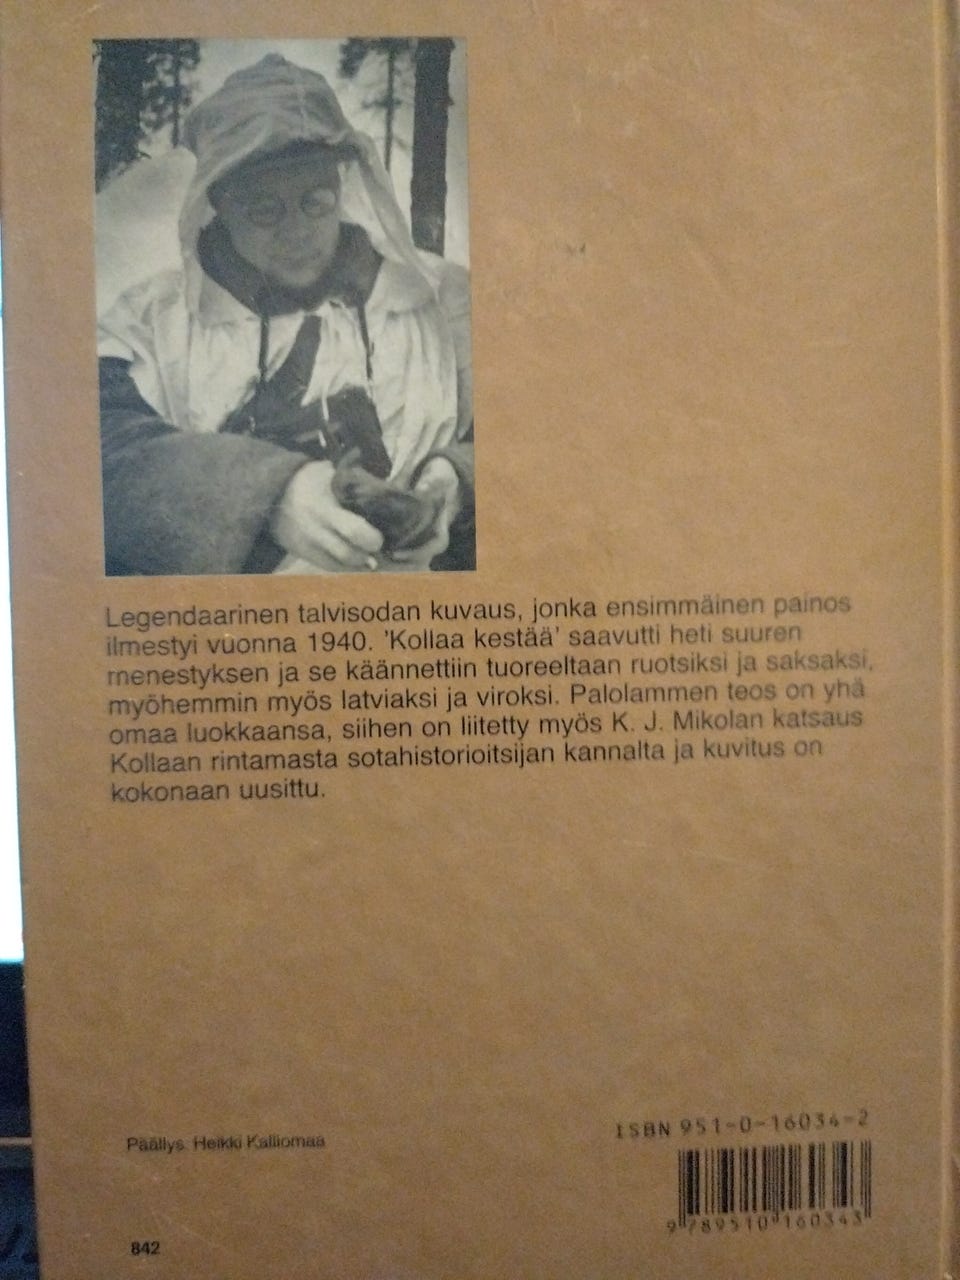 Legendaarinen talvisodan kuvaus, jonka ensimmäinen painos
ilmestyi vuonna 1940. 'Kollaa kestää' saavutti heti suuren
menestyksen ja se käännettiin tuoreeltaan ruotsiksi ja saksaksi,
myöhemmin myös latviaksi ja viroksi. Palolammen teos on yhä
omaa luokkaansa, siihen on liitetty myös K. J. Mikolan katsaus
Kollaan rintamasta sotahistorioitsijan kannalta ja kuvitus on
kokonaan uusittu.
Päällys Heikki Kalliomaa
ISBN 951-0-16034-2
9 789510 160343
842